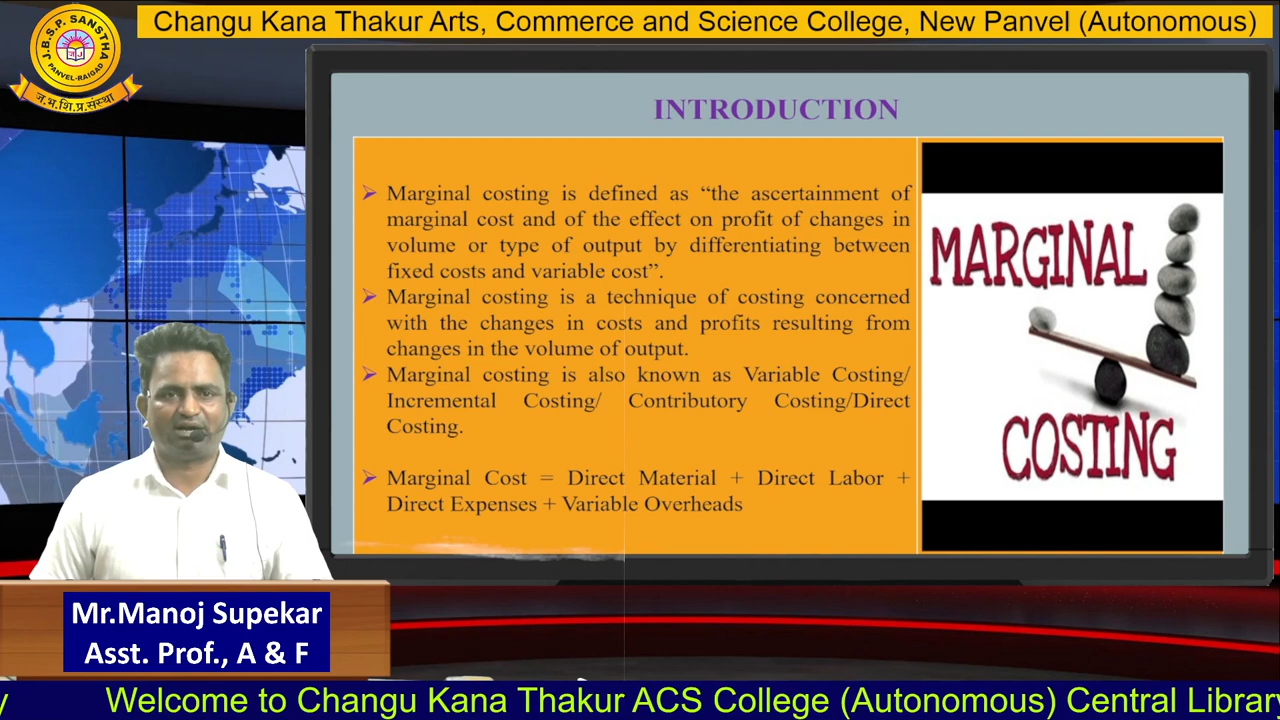 Changu Kana Thakur Arts, Commerce and Science College, New Panvel (Autonomous)
J.B.S.P. SANSTHA
PANVEL-RAIGAD
ज.भ.शि.प्र.संस्था
INTRODUCTION
Marginal costing is defined as “the ascertainment of
marginal cost and of the effect on profit of changes in
volume or type of output by differentiating between
fixed costs and variable cost”.
Marginal costing is a technique of costing concerned
with the changes in costs and profits resulting from
changes in the volume of output.
Marginal costing is also known as Variable Costing/
Incremental Costing/ Contributory Costing/Direct
Costing.
Marginal Cost = Direct Material + Direct Labor +
Direct Expenses + Variable Overheads
MARGINAL
COSTING
Mr.Manoj Supekar
Asst. Prof., A & F
y Welcome to Changu Kana Thakur ACS College (Autonomous) Central Library